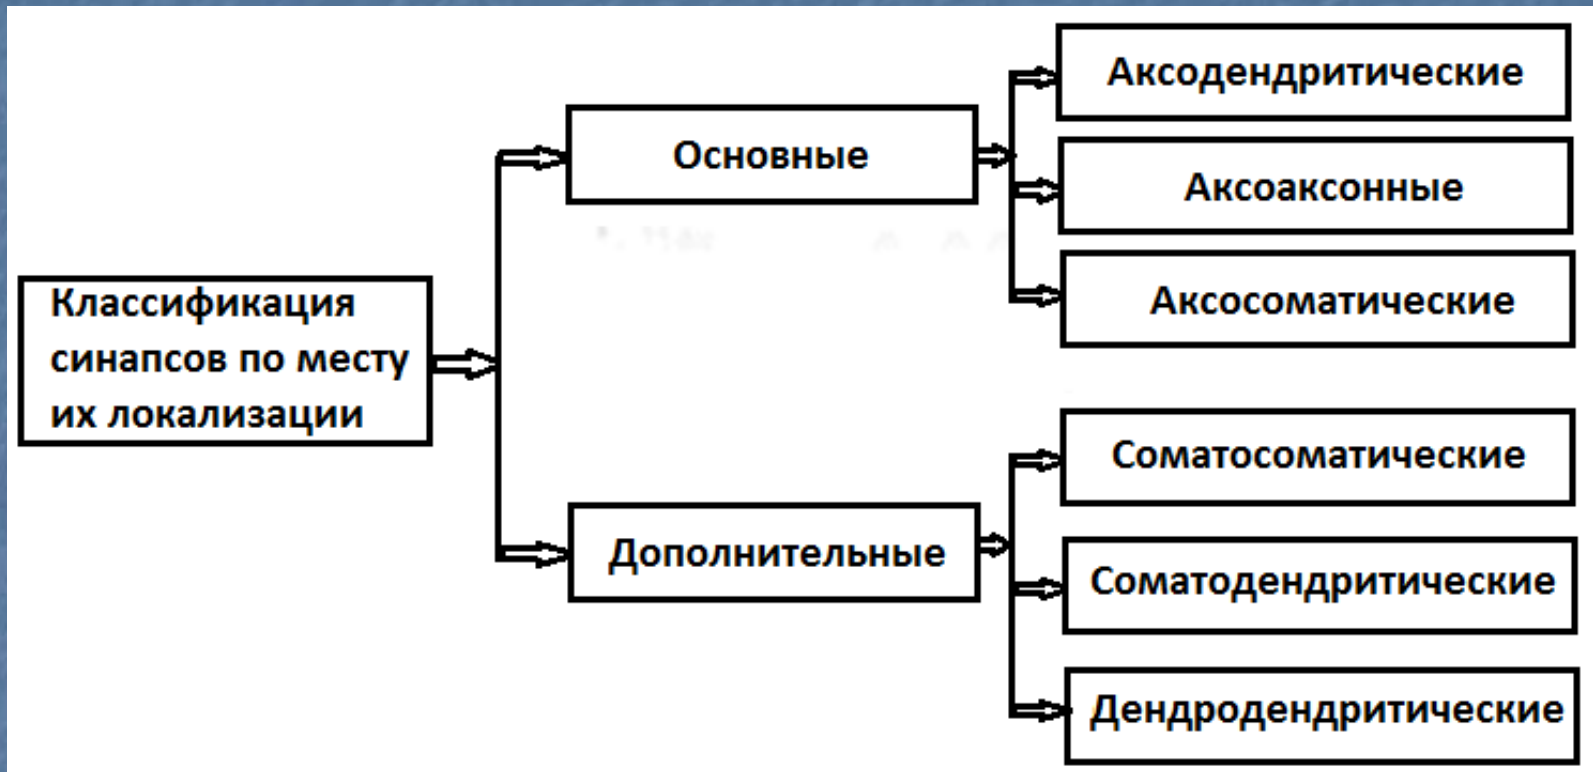 Классификация
синапсов по месту
их локализации
Основные
Аксодендритические
Аксоаксонные
Аксосоматические
Дополнительные
Соматосоматические
Соматодендритические
Дендродендритические